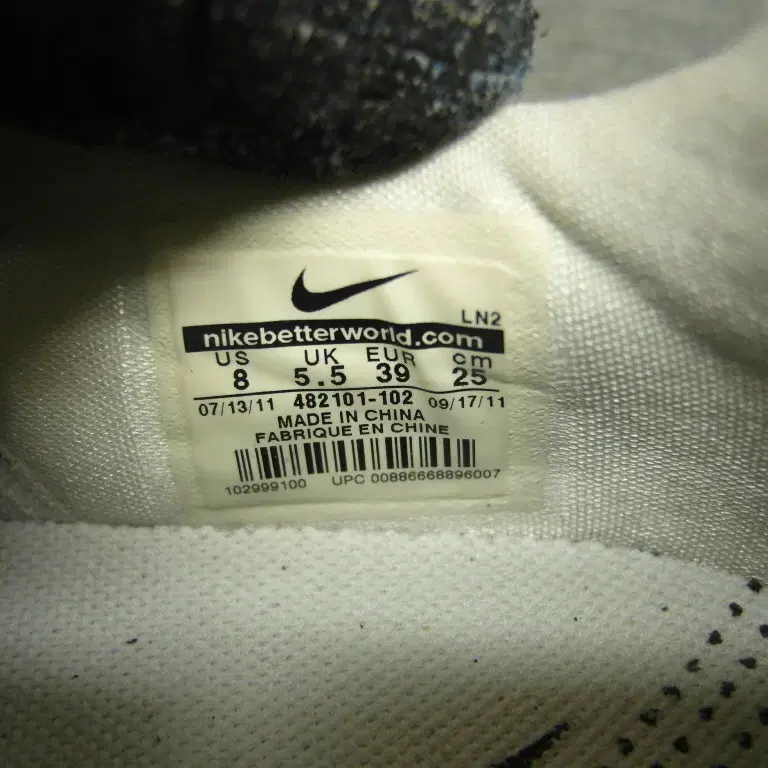 LN2
nikebetterworld.com
US UK EUR cm
8 5.5 39 25
07/13/11 482101-102 09/17/11
MADE IN CHINA
FABRIQUE EN CHINE
102999100 UPC 00886668896007